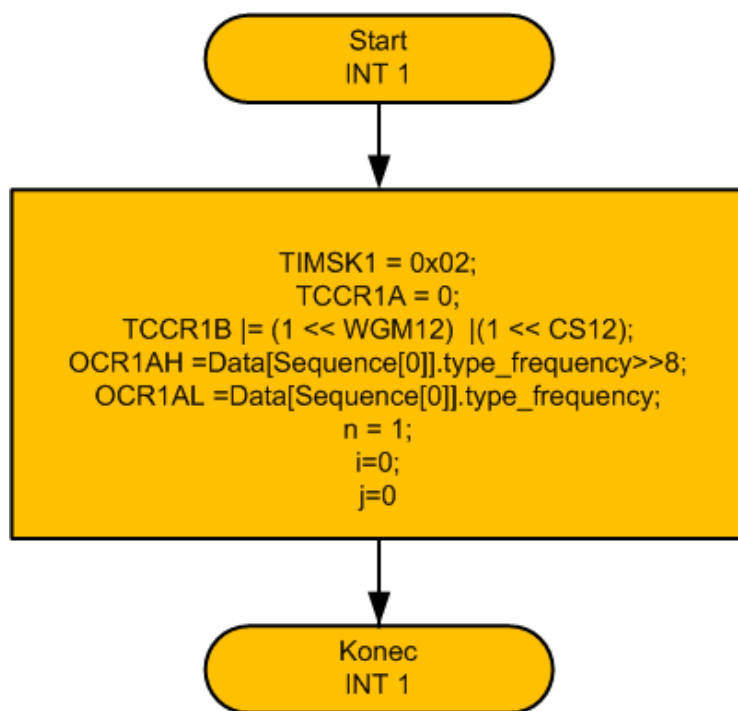 Start
INT 1
TIMSK1 = 0x02;
TCCR1A = 0;
TCCR1B |= (1 << WGM12)  |(1 << CS12);
OCR1AH =Data[Sequence[0]].type_frequency>>8;
OCR1AL =Data[Sequence[0]].type_frequency;
n = 1;
i=0;
j=0
Konec
INT 1